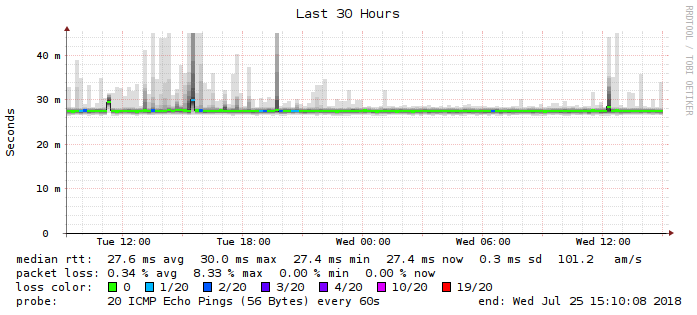 Last 30 Hours
RRDTOOL / TOBI OETIKER
Seconds
40 m
30 m
20 m
10 m
0
Tue 12:00 Tue 18:00 Wed 00:00 Wed 06:00 Wed 12:00
median rtt: 27.6 ms avg 30.0 ms max 27.4 ms min 27.4 ms now 0.3 ms sd 101.2 am/s
packet loss: 0.34 % avg 8.33 % max 0.00 % min 0.00 % now
loss color: 0 1/20 2/20 3/20 4/20 10/20 19/20
probe: 20 ICMP Echo Pings (56 Bytes) every 60s end: Wed Jul 25 15:10:08 2018